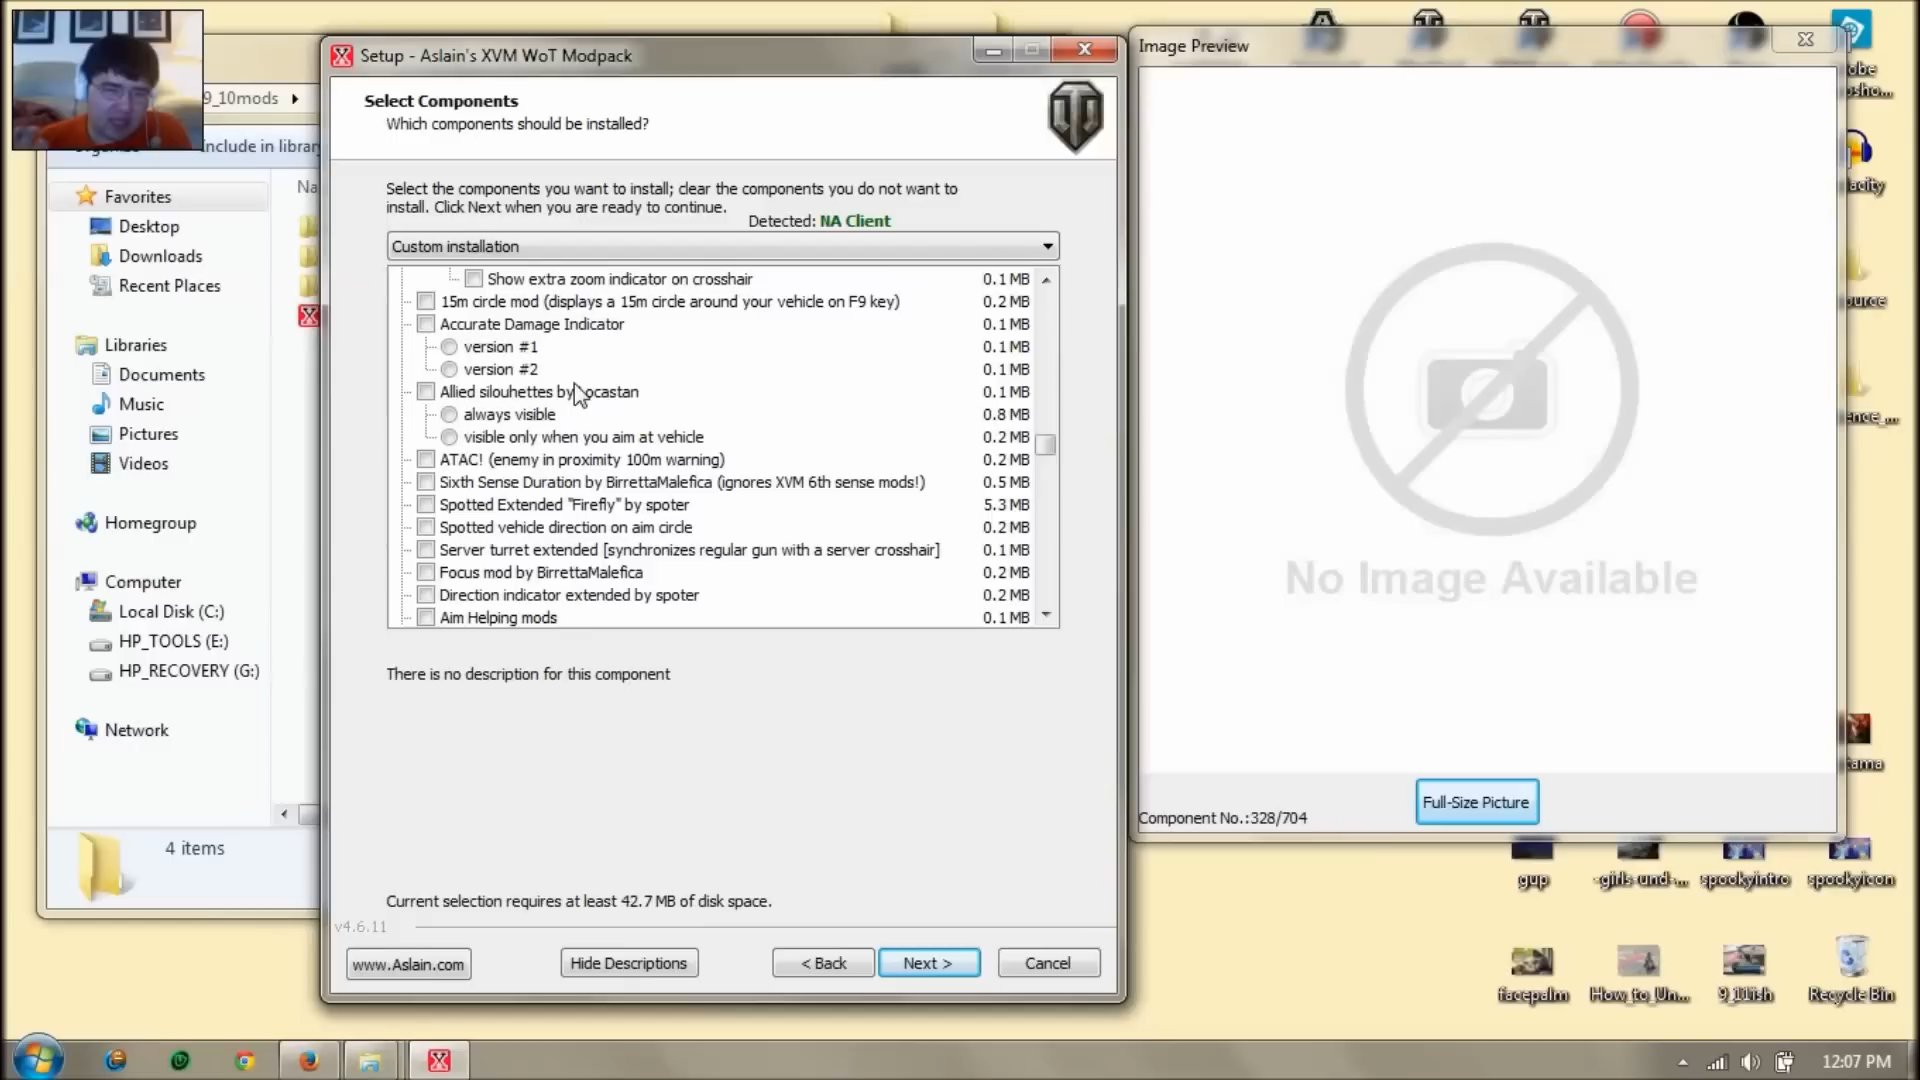 Setup - Aslain's XVM WoT Modpack
Select Components
Which components should be installed?
Select the components you want to install; clear the components you do not want to
install. Click Next when you are ready to continue.
Detected: NA Client
Custom installation
Show extra zoom indicator on crosshair 0.1 MB
15m circle mod (displays a 15m circle around your vehicle on F9 key) 0.2 MB
Accurate Damage Indicator 0.1 MB
version #1 0.1 MB
version #2 0.1 MB
Allied silouhettes by ocastan 0.1 MB
always visible 0.8 MB
visible only when you aim at vehicle 0.2 MB
ATAC! (enemy in proximity 100m warning) 0.2 MB
Sixth Sense Duration by BirrettaMalefica (ignores XVM 6th sense mods!) 0.5 MB
Spotted Extended "Firefly" by spoter 5.3 MB
Spotted vehicle direction on aim circle 0.2 MB
Server turret extended [synchronizes regular gun with a server crosshair] 0.1 MB
Focus mod by BirrettaMalefica 0.2 MB
Direction indicator extended by spoter 0.2 MB
Aim Helping mods 0.1 MB
There is no description for this component
Current selection requires at least 42.7 MB of disk space.
v4.6.11
www.Aslain.com
Hide Descriptions
< Back
Next >
Cancel
9_10mods
Include in library
Na
Favorites
Desktop
Downloads
Recent Places
Libraries
Documents
Music
Pictures
Videos
Homegroup
Computer
Local Disk (C:)
HP_TOOLS (E:)
HP_RECOVERY (G:)
Network
4 items
Image Preview
No Image Available
Component No.:328/704
Full-Size Picture
obe
osho...
lacity
ource
ence_...
tama
gup
-girls-und-...
spookyintro
spookyicon
facepalm
How_to_Un...
9_11ish
Recycle Bin
12:07 PM